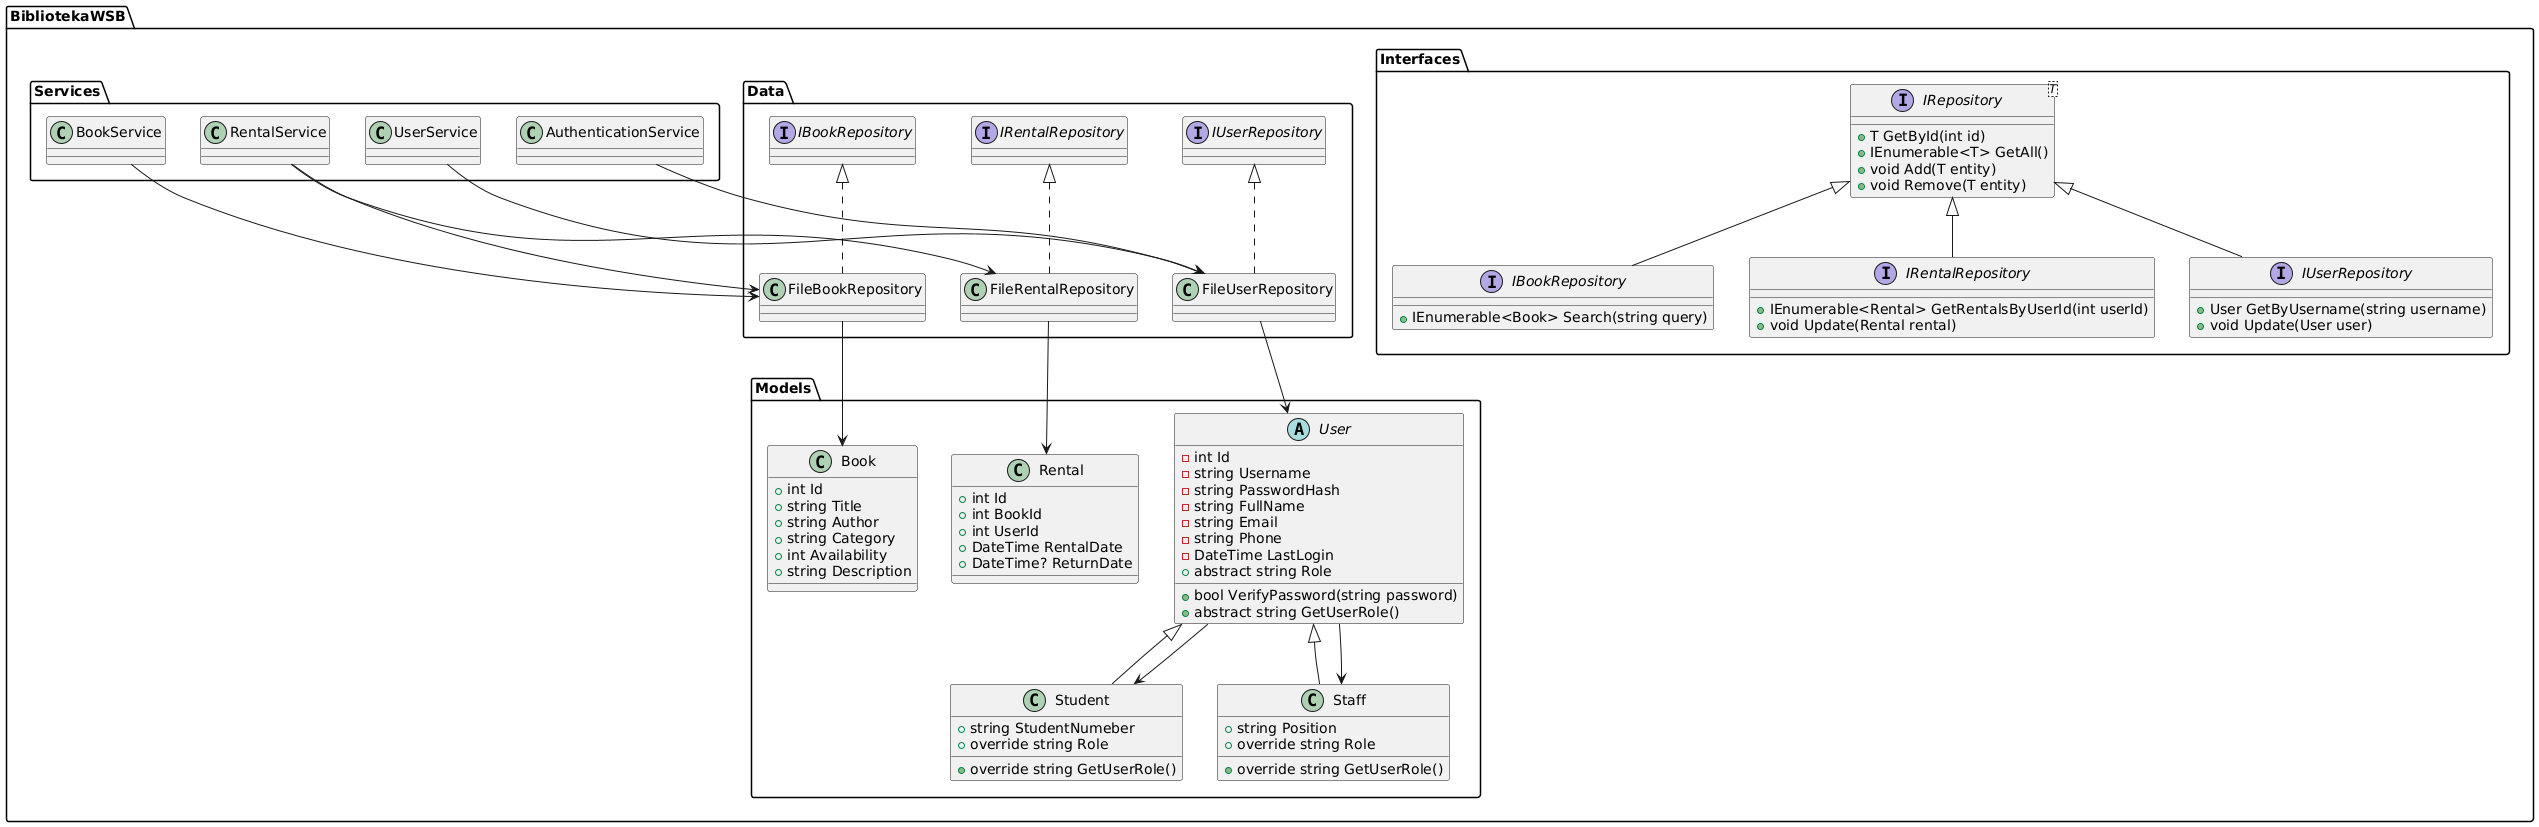 BibliotekaWSB
Services
C BookService
C RentalService
C UserService
C AuthenticationService
Data
I IBookRepository
I IRentalRepository
I IUserRepository
C FileBookRepository
C FileRentalRepository
C FileUserRepository
Interfaces
I IRepository
T
T GetById(int id)
IEnumerable<T> GetAll()
void Add(T entity)
void Remove(T entity)
I IBookRepository
IEnumerable<Book> Search(string query)
I IRentalRepository
IEnumerable<Rental> GetRentalsByUserId(int userId)
void Update(Rental rental)
I IUserRepository
User GetByUsername(string username)
void Update(User user)
Models
C Book
int Id
string Title
string Author
string Category
int Availability
string Description
C Rental
int Id
int BookId
int UserId
DateTime RentalDate
DateTime? ReturnDate
A User
int Id
string Username
string PasswordHash
string FullName
string Email
string Phone
DateTime LastLogin
abstract string Role
bool VerifyPassword(string password)
abstract string GetUserRole()
C Student
string StudentNumeber
override string Role
override string GetUserRole()
C Staff
string Position
override string Role
override string GetUserRole()